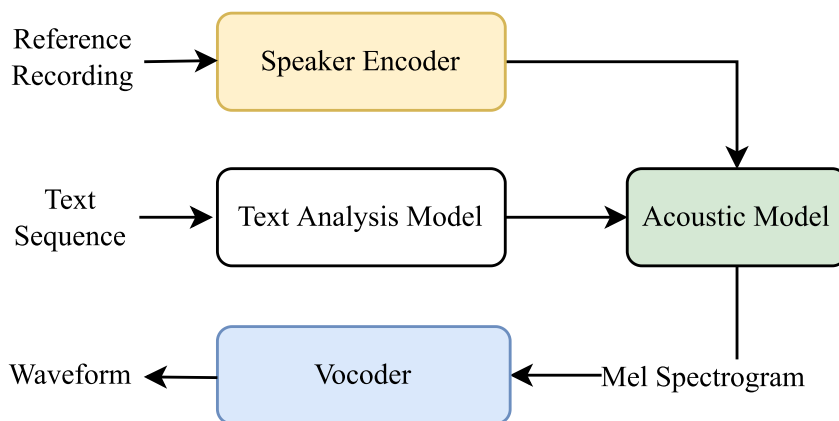 Reference
Recording
Speaker Encoder
Text
Sequence
Text Analysis Model
Acoustic Model
Waveform
Vocoder
Mel Spectrogram